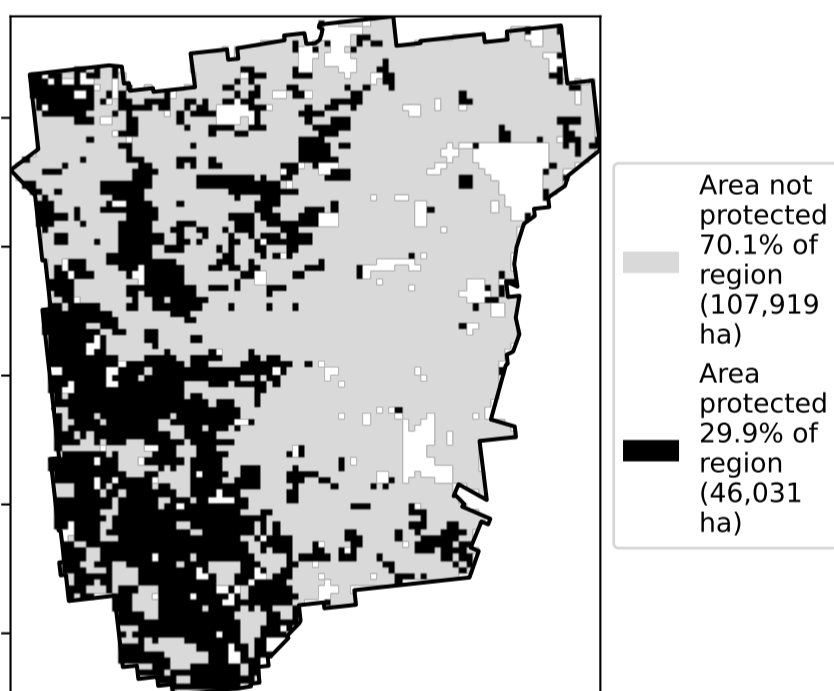 Area not
protected
70.1% of
region
(107,919
ha)
Area
protected
29.9% of
region
(46,031
ha)